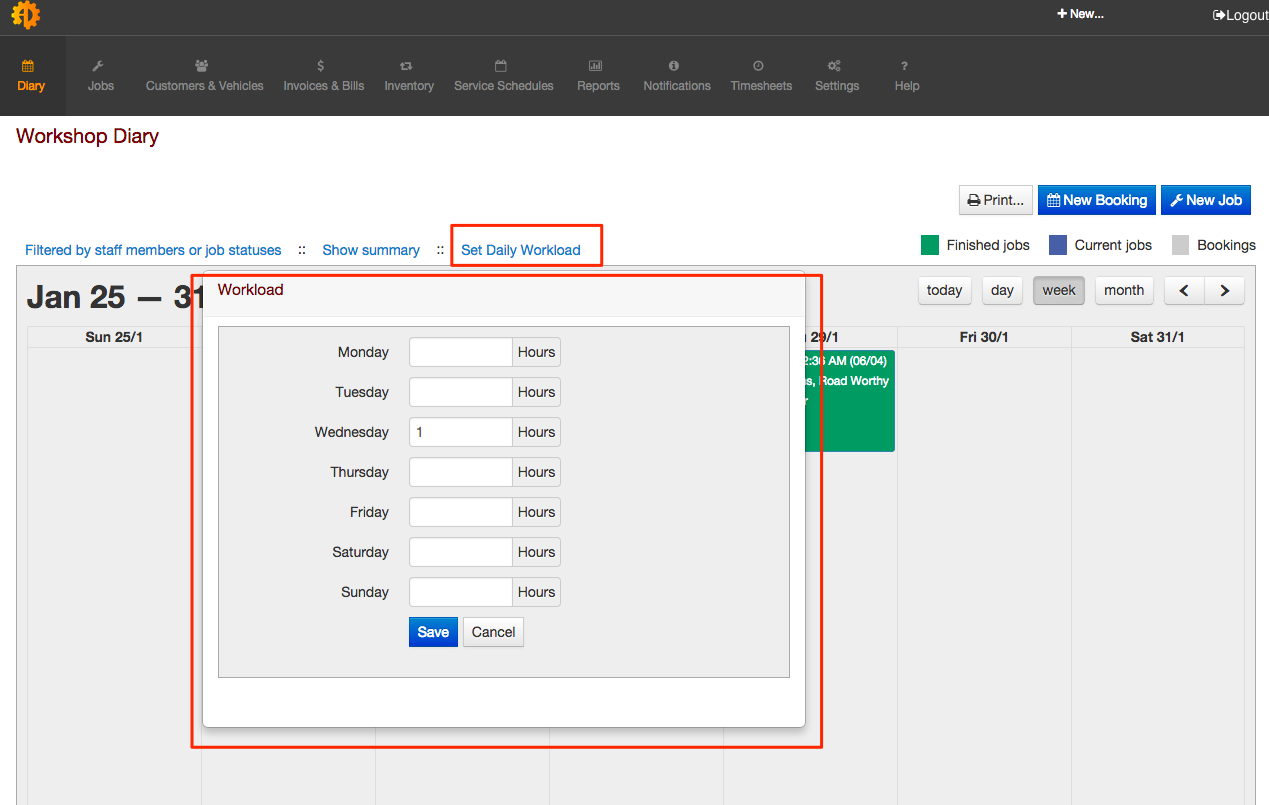 + New...
Logout
Diary
Jobs
Customers & Vehicles
Invoices & Bills
Inventory
Service Schedules
Reports
Notifications
Timesheets
Settings
? Help
Workshop Diary
Print...
New Booking
New Job
Filtered by staff members or job statuses :: Show summary :: Set Daily Workload
Finished jobs
Current jobs
Bookings
Jan 25 — 31
today
day
week
month
Sun 25/1
29/1
Fri 30/1
Sat 31/1
2:36 AM (06/04)
s, Road Worthy
r
Workload
Monday Hours
Tuesday Hours
Wednesday 1 Hours
Thursday Hours
Friday Hours
Saturday Hours
Sunday Hours
Save Cancel